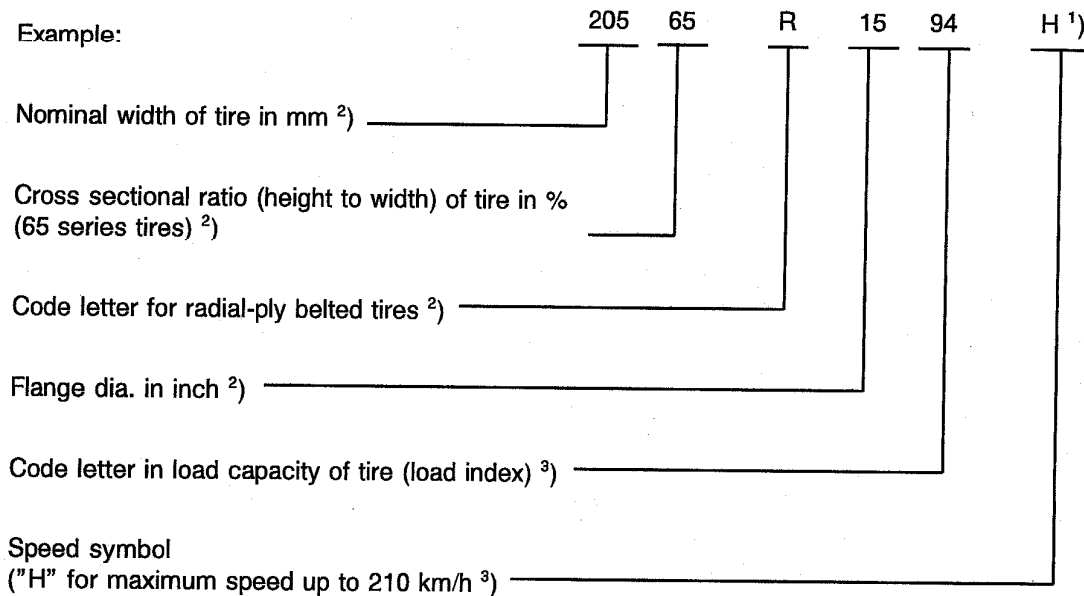 Example: 205 65 R 15 94 H ¹)
Nominal width of tire in mm ²)
Cross sectional ratio (height to width) of tire in %
(65 series tires) ²)
Code letter for radial-ply belted tires ²)
Flange dia. in inch ²)
Code letter in load capacity of tire (load index) ³)
Speed symbol
("H" for maximum speed up to 210 km/h ³)